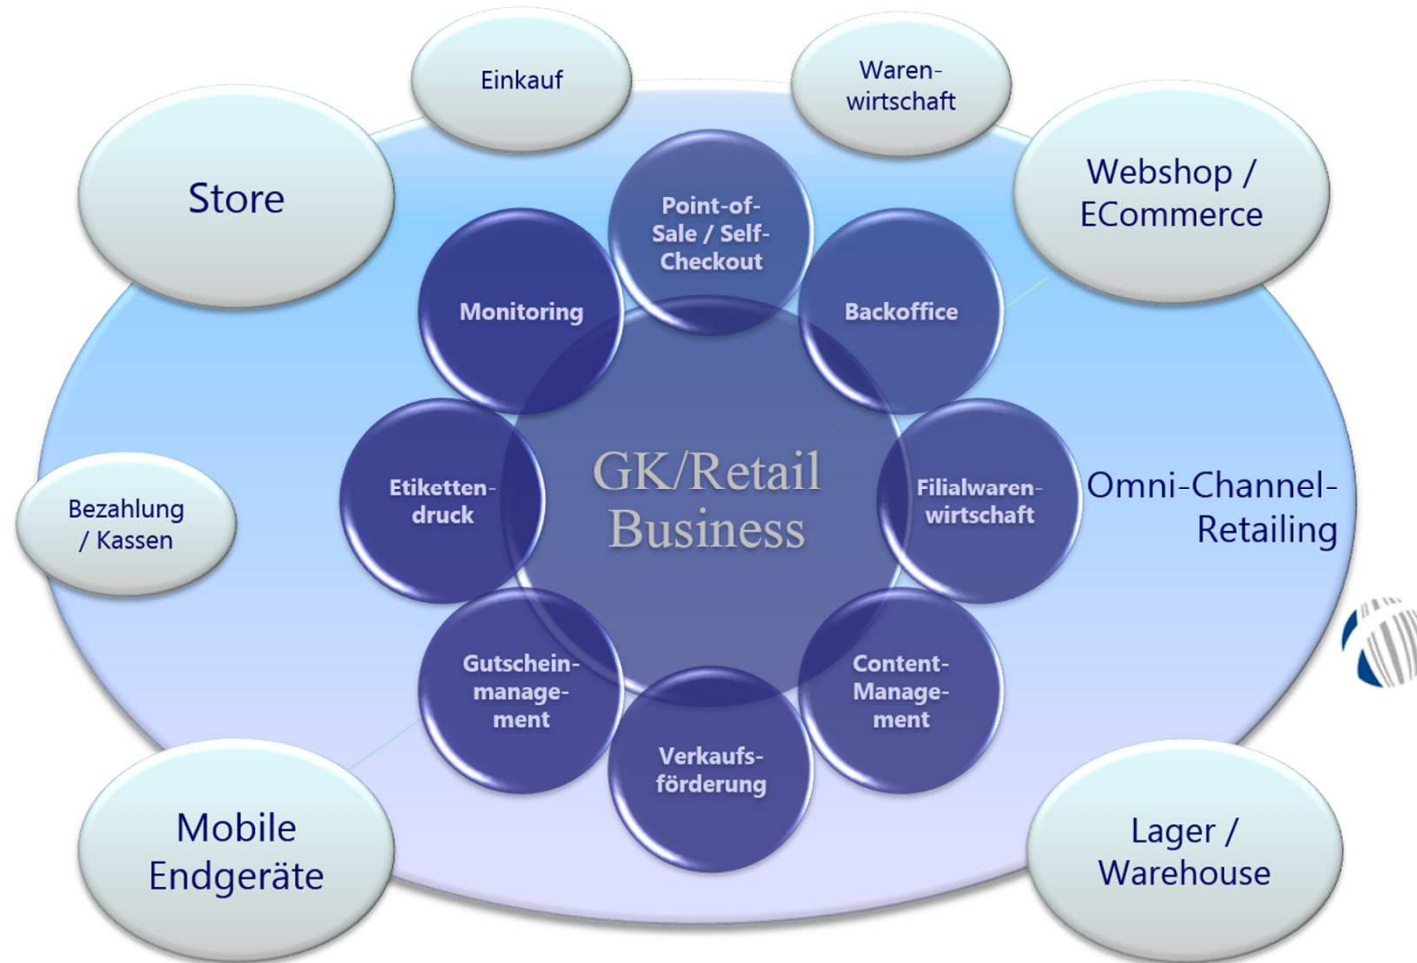 Einkauf
Waren-
wirtschaft
Store
Webshop /
ECommerce
Point-of-
Sale / Self-
Checkout
Monitoring
Backoffice
GK/Retail
Business
Etiketten-
druck
Filialwaren-
wirtschaft
Omni-Channel-
Retailing
Bezahlung
/ Kassen
Gutschein-
manage-
ment
Content-
Manage-
ment
Verkaufs-
förderung
Mobile
Endgeräte
Lager /
Warehouse